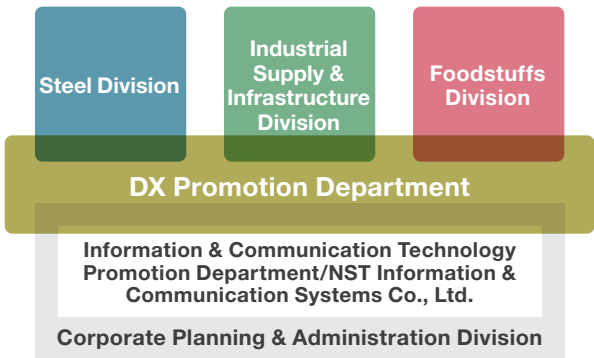 Steel Division
Industrial
Supply &
Infrastructure
Division
Foodstuffs
Division
DX Promotion Department
Information & Communication Technology
Promotion Department/NST Information &
Communication Systems Co., Ltd.
Corporate Planning & Administration Division